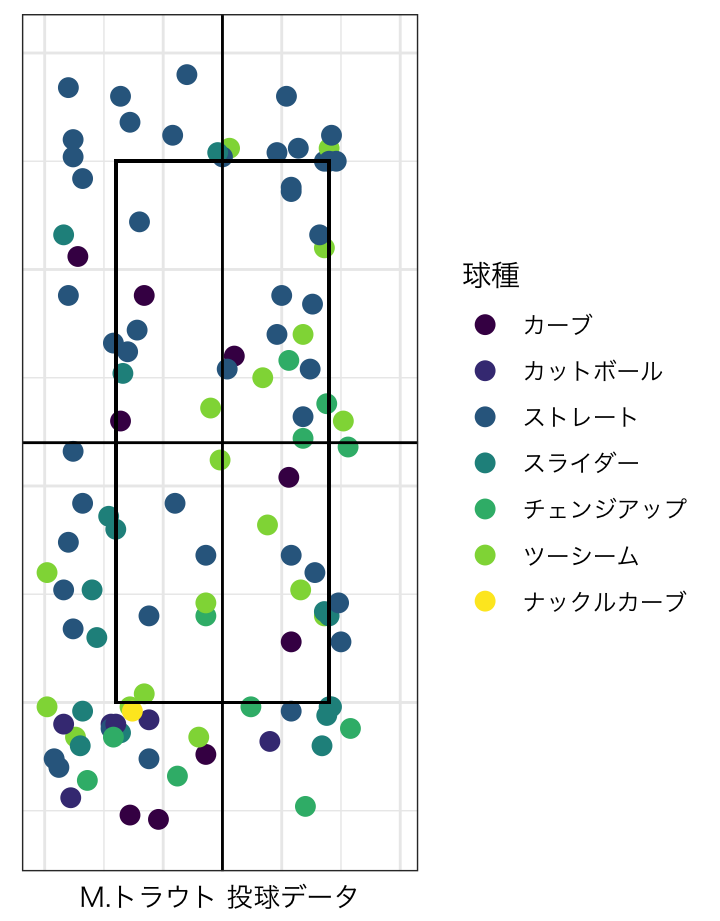 球種
カーブ
カットボール
ストレート
スライダー
チェンジアップ
ツーシーム
ナックルカーブ
M.トラウト 投球データ